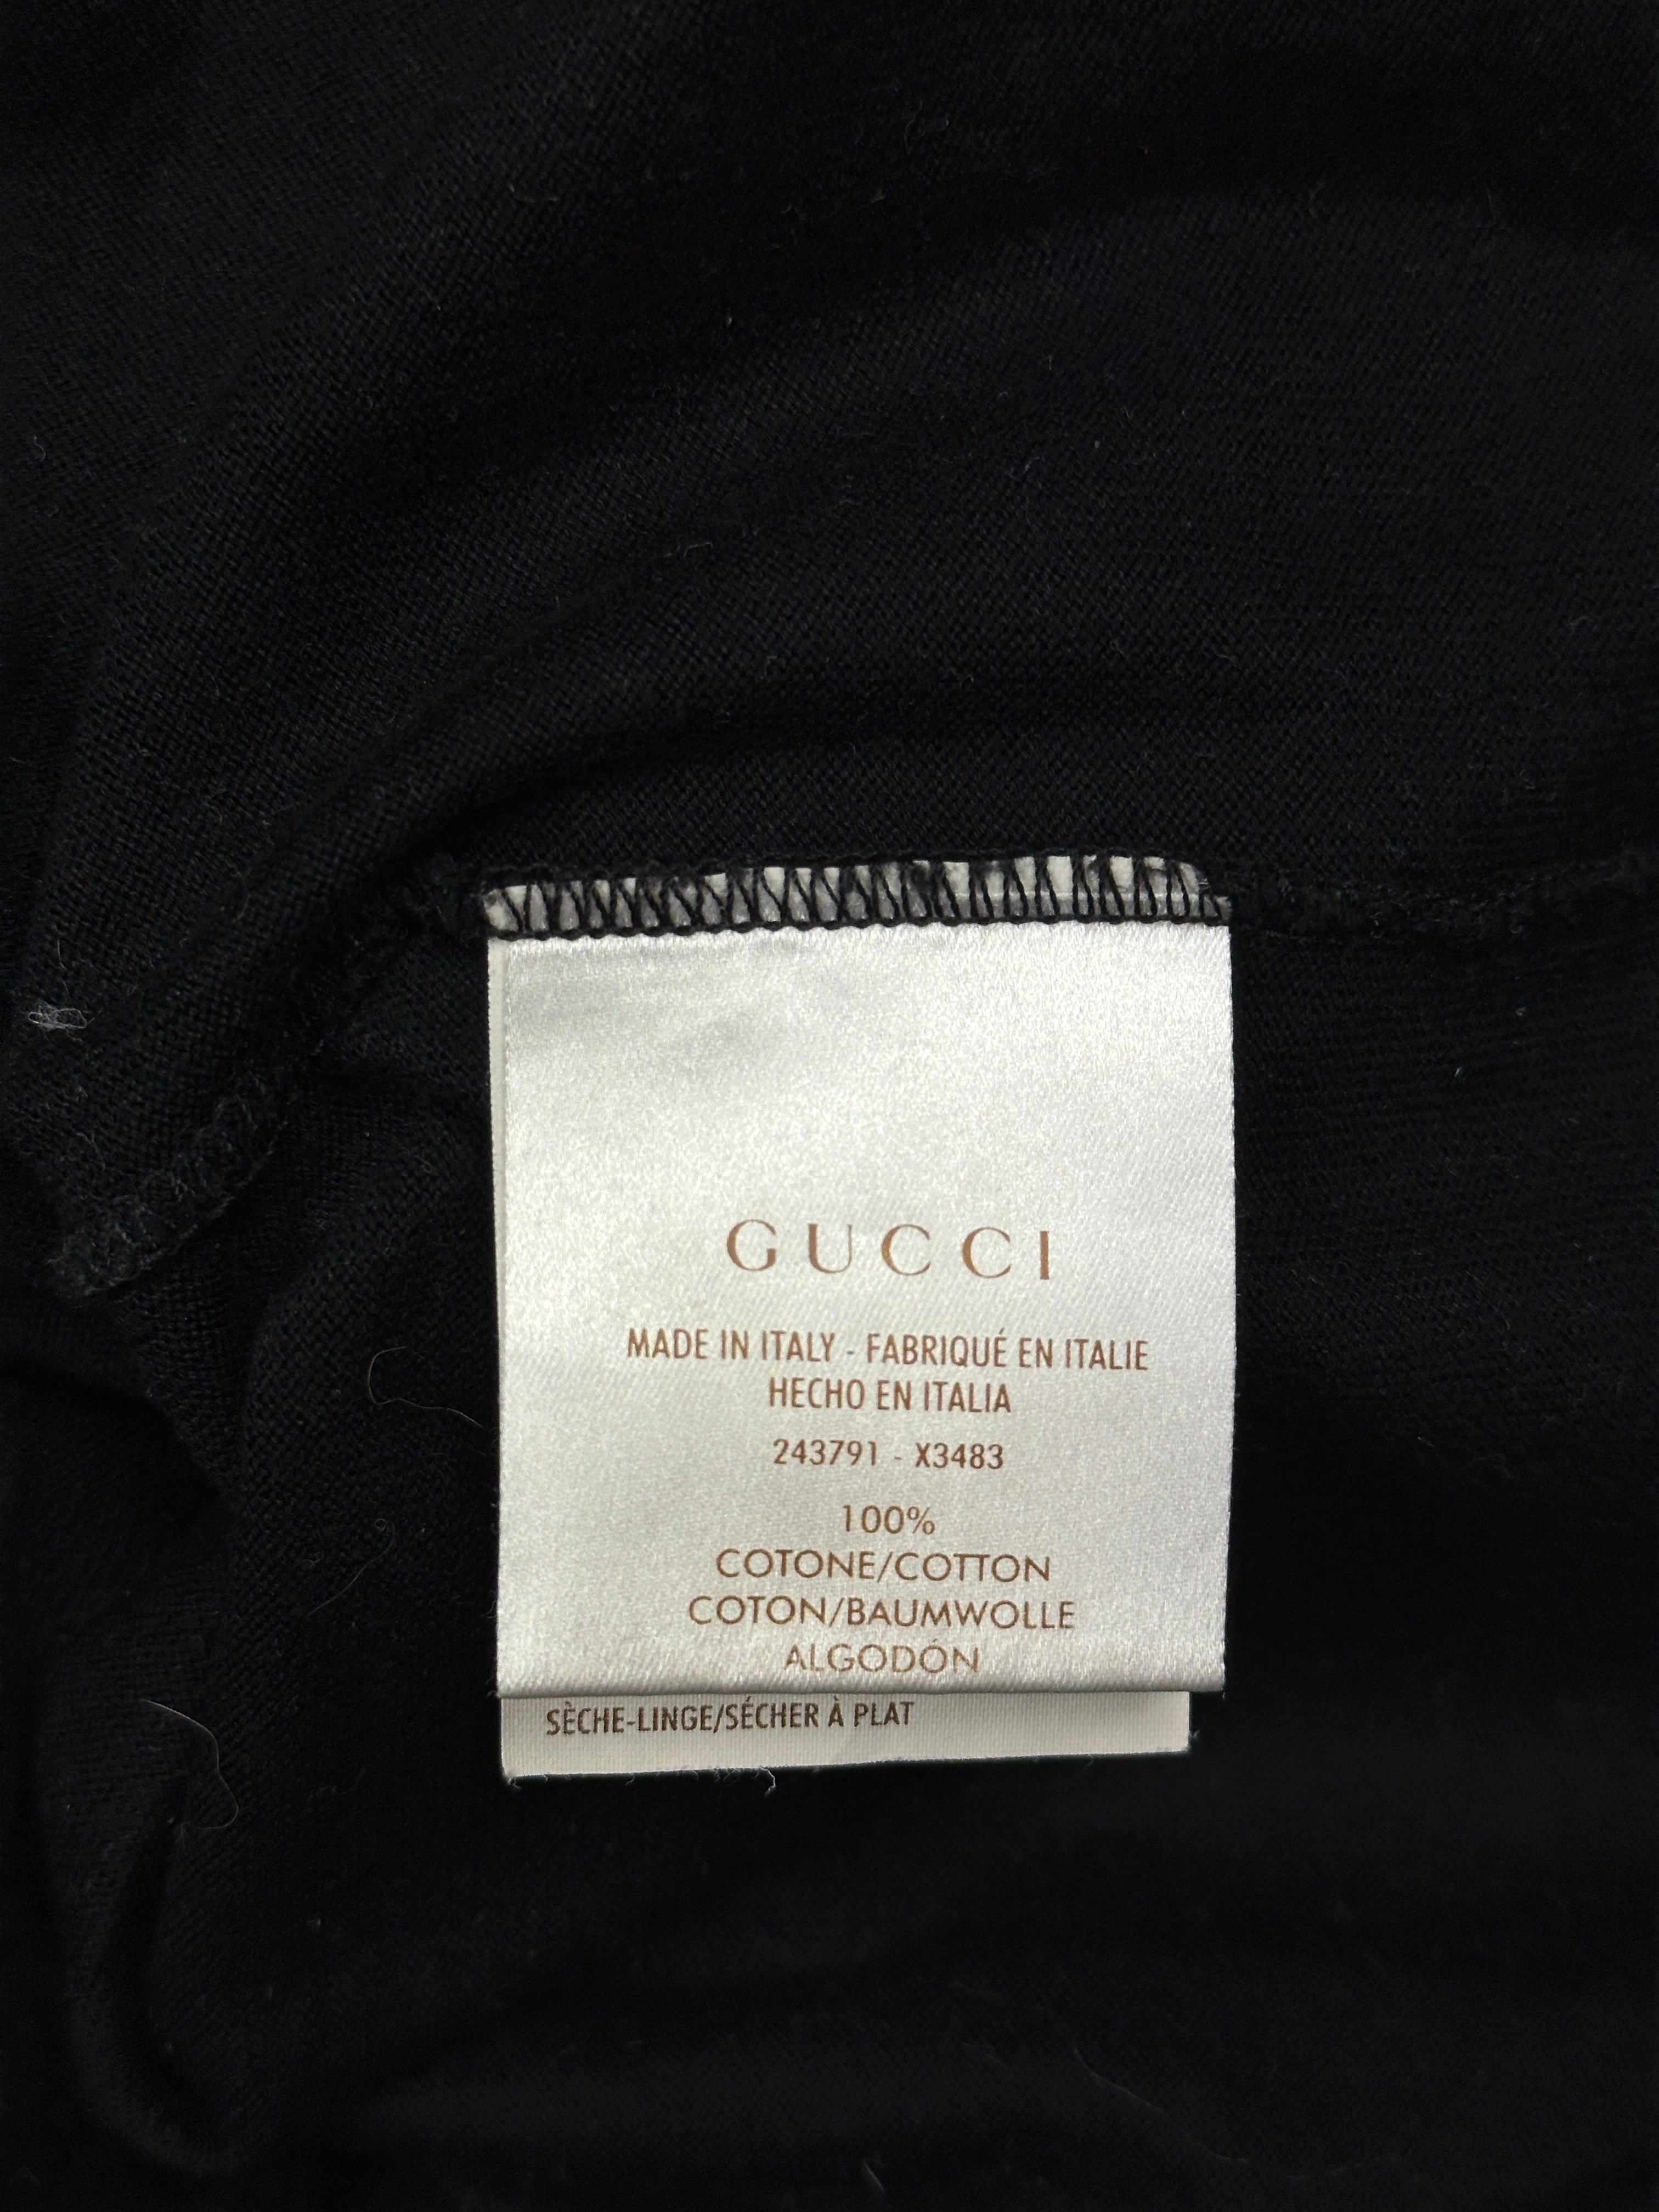 GUCCI
MADE IN ITALY - FABRIQUÉ EN ITALIE
HECHO EN ITALIA
243791 - X3483
100%
COTONE/COTTON
COTON/BAUMWOLLE
ALGODÓN
SÈCHE-LINGE/SÉCHER À PLAT